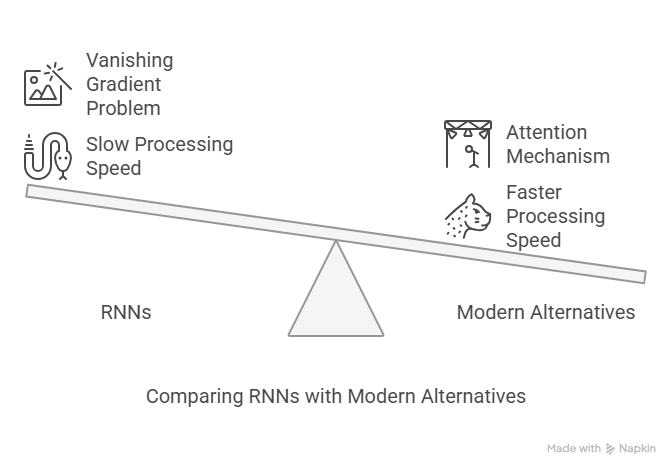 Vanishing
Gradient
Problem
Slow Processing
Speed
Attention
Mechanism
Faster
Processing
Speed
RNNs
Modern Alternatives
Comparing RNNs with Modern Alternatives
Made with Napkin